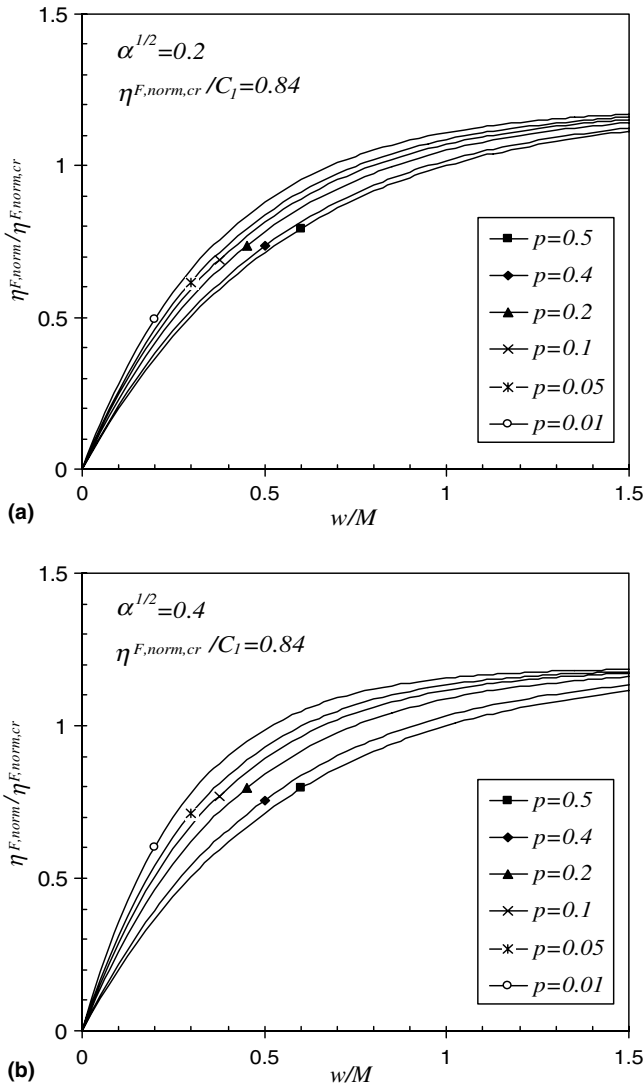 1.5
α^{1/2}=0.2
η^{F,norm,cr}/C_1=0.84
1
η^{F,norm}/η^{F,norm,cr}
0.5
p=0.5
p=0.4
p=0.2
p=0.1
p=0.05
p=0.01
0
0 0.5 1 1.5
(a) w/M
1.5
α^{1/2}=0.4
η^{F,norm,cr}/C_1=0.84
1
η^{F,norm}/η^{F,norm,cr}
0.5
p=0.5
p=0.4
p=0.2
p=0.1
p=0.05
p=0.01
0
0 0.5 1 1.5
(b) w/M